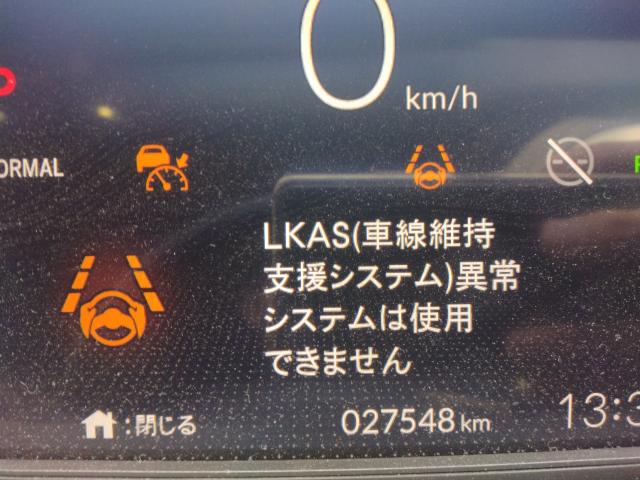 0
km/h
ORMAL
LKAS(車線維持
支援システム)異常
システムは使用
できません
:閉じる
027548 km
13:3